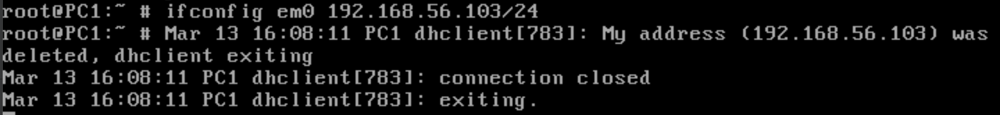 root@PC1:~ # ifconfig em0 192.168.56.103/24
root@PC1:~ # Mar 13 16:08:11 PC1 dhclient[783]: My address (192.168.56.103) was
deleted, dhclient exiting
Mar 13 16:08:11 PC1 dhclient[783]: connection closed
Mar 13 16:08:11 PC1 dhclient[783]: exiting.